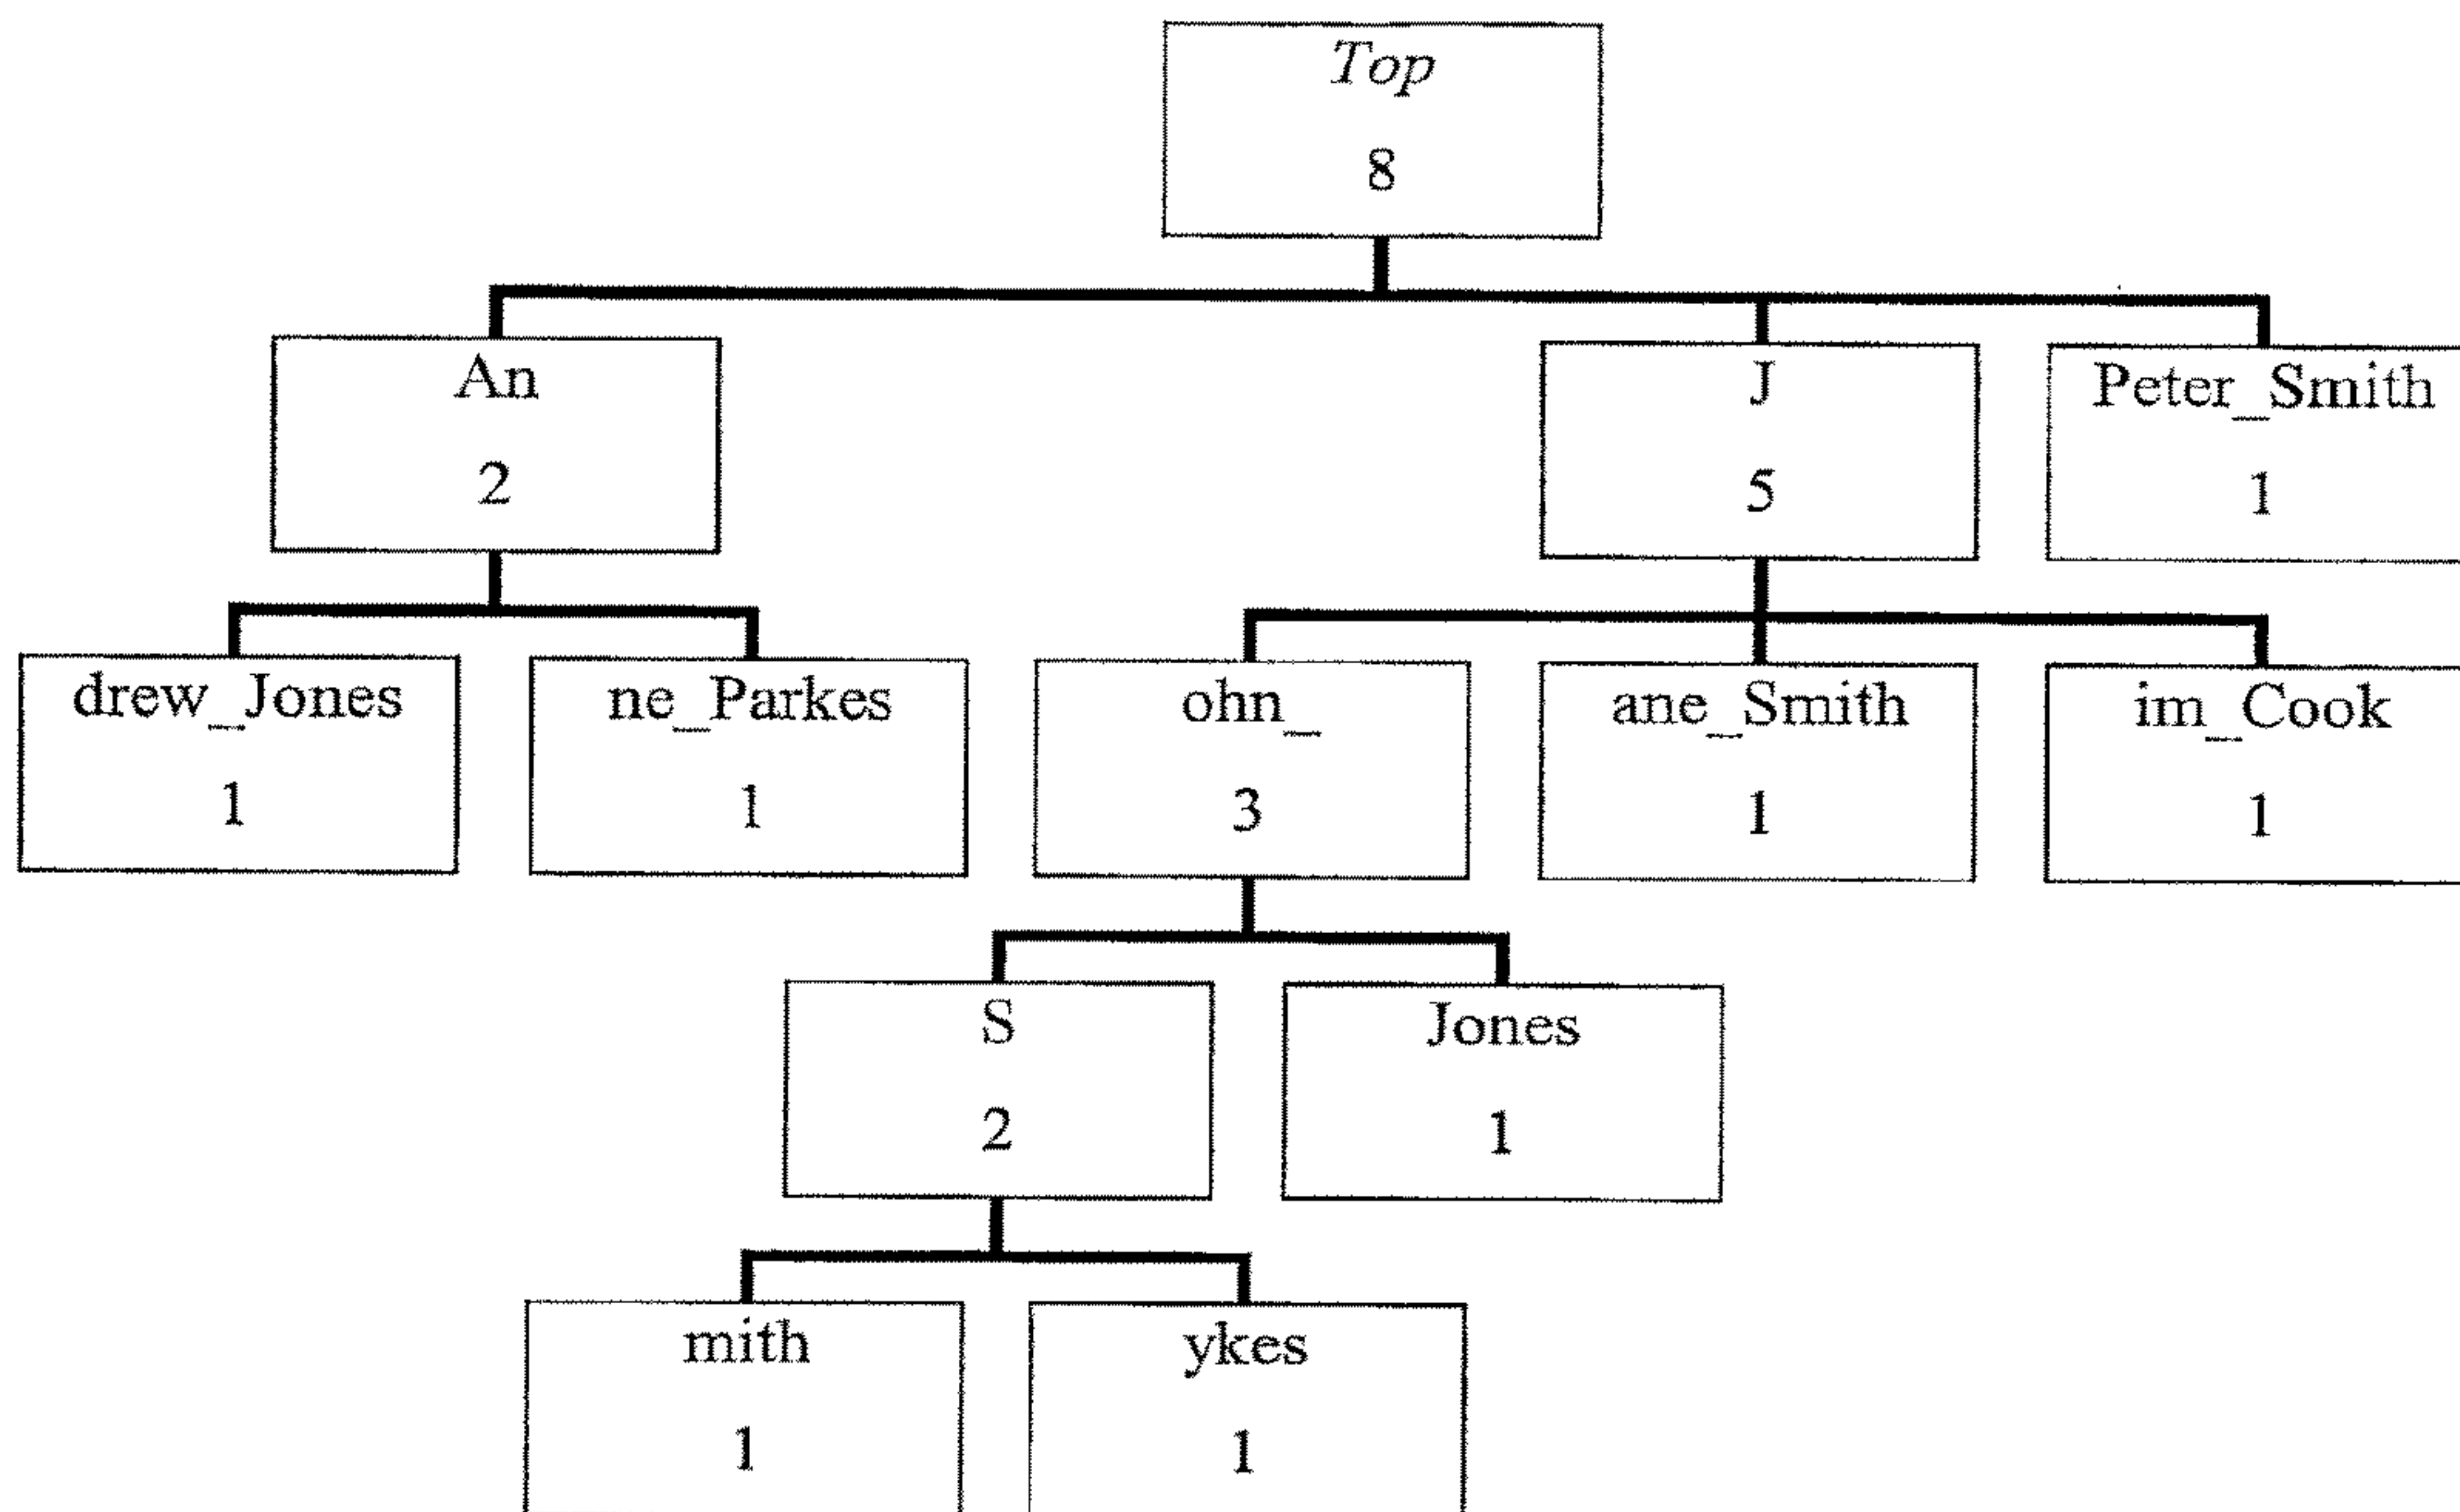 Top
8
An
2
J
5
Peter_Smith
1
drew_Jones
1
ne_Parkes
1
ohn_
3
ane_Smith
1
im_Cook
1
S
2
Jones
1
mith
1
ykes
1